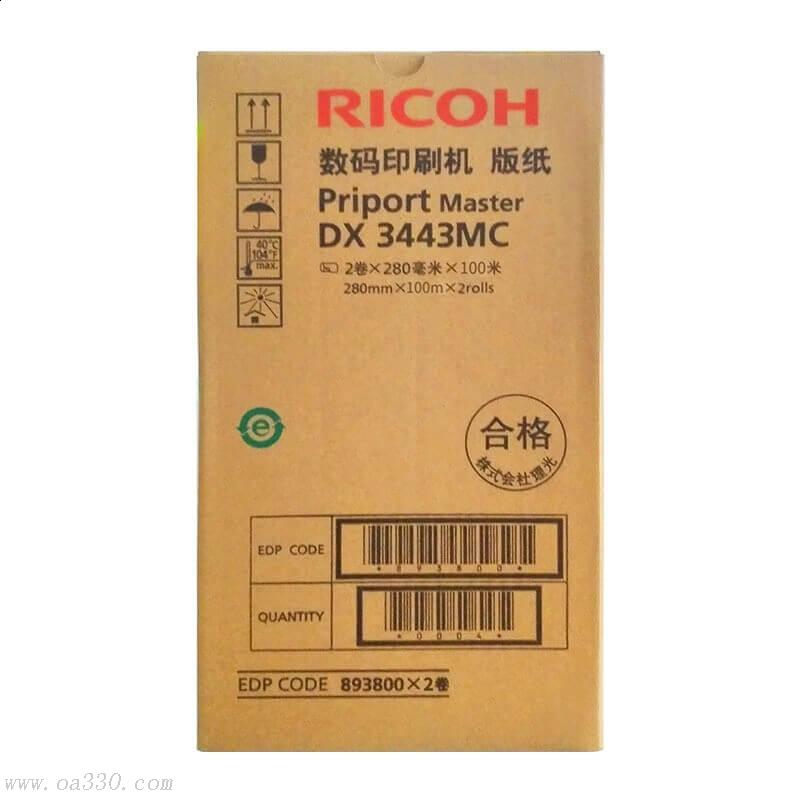 RICOH
数码印刷机 版纸
Priport Master
DX 3443MC
2卷×280毫米×100米
280mm×100m×2rolls
40°C
104°F
max.
e
合格
株式会社理光
EDP CODE
*893800*
QUANTITY
*0004*
EDP CODE 893800×2卷
www.oa330.com